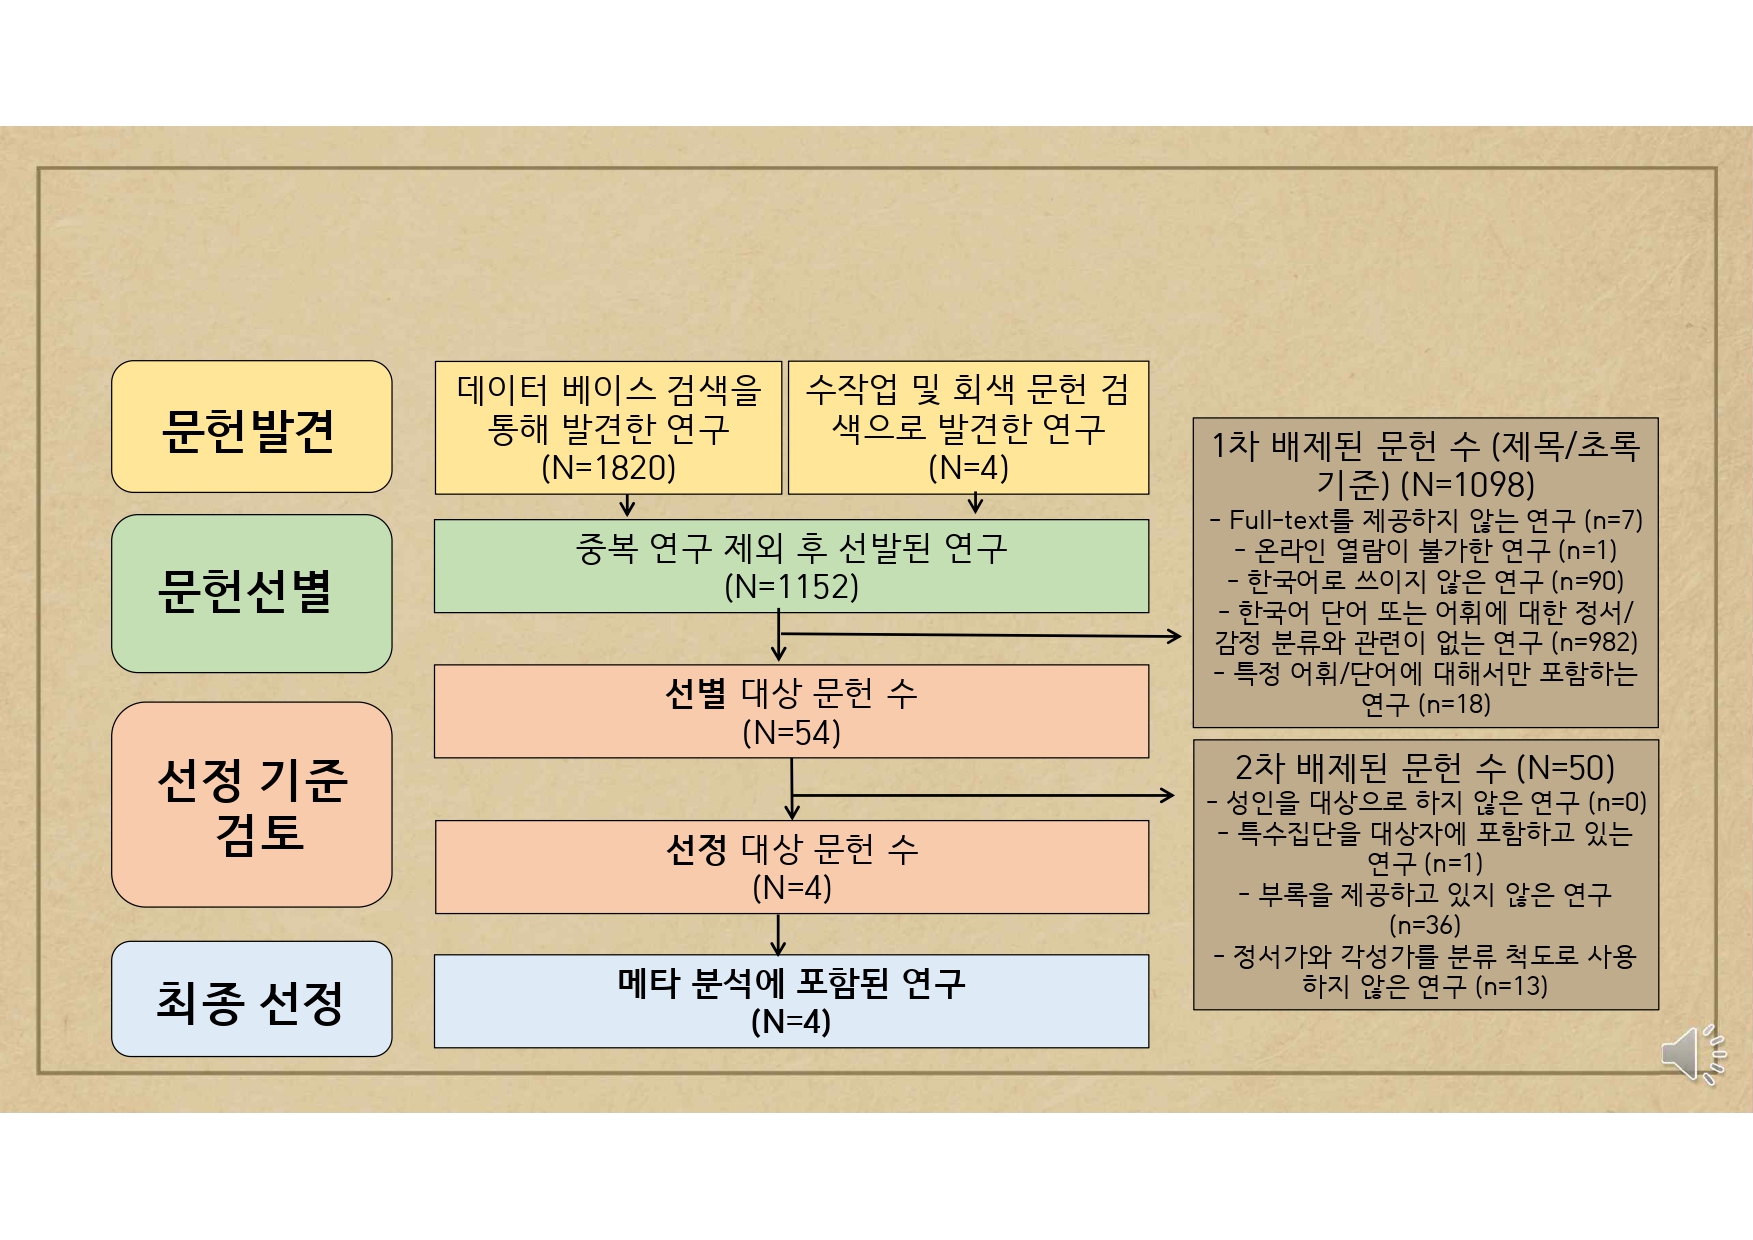 문헌발견
데이터 베이스 검색을
통해 발견한 연구
(N=1820)
수작업 및 회색 문헌 검
색으로 발견한 연구
(N=4)
문헌선별
중복 연구 제외 후 선발된 연구
(N=1152)
1차 배제된 문헌 수 (제목/초록
기준) (N=1098)
- Full-text를 제공하지 않는 연구 (n=7)
- 온라인 열람이 불가한 연구 (n=1)
- 한국어로 쓰이지 않은 연구 (n=90)
- 한국어 단어 또는 어휘에 대한 정서/
감정 분류와 관련이 없는 연구 (n=982)
- 특정 어휘/단어에 대해서만 포함하는
연구 (n=18)
선정 기준
검토
선별 대상 문헌 수
(N=54)
선정 대상 문헌 수
(N=4)
2차 배제된 문헌 수 (N=50)
- 성인을 대상으로 하지 않은 연구 (n=0)
- 특수집단을 대상자에 포함하고 있는
연구 (n=1)
- 부록을 제공하고 있지 않은 연구
(n=36)
- 정서가와 각성가를 분류 척도로 사용
하지 않은 연구 (n=13)
최종 선정
메타 분석에 포함된 연구
(N=4)